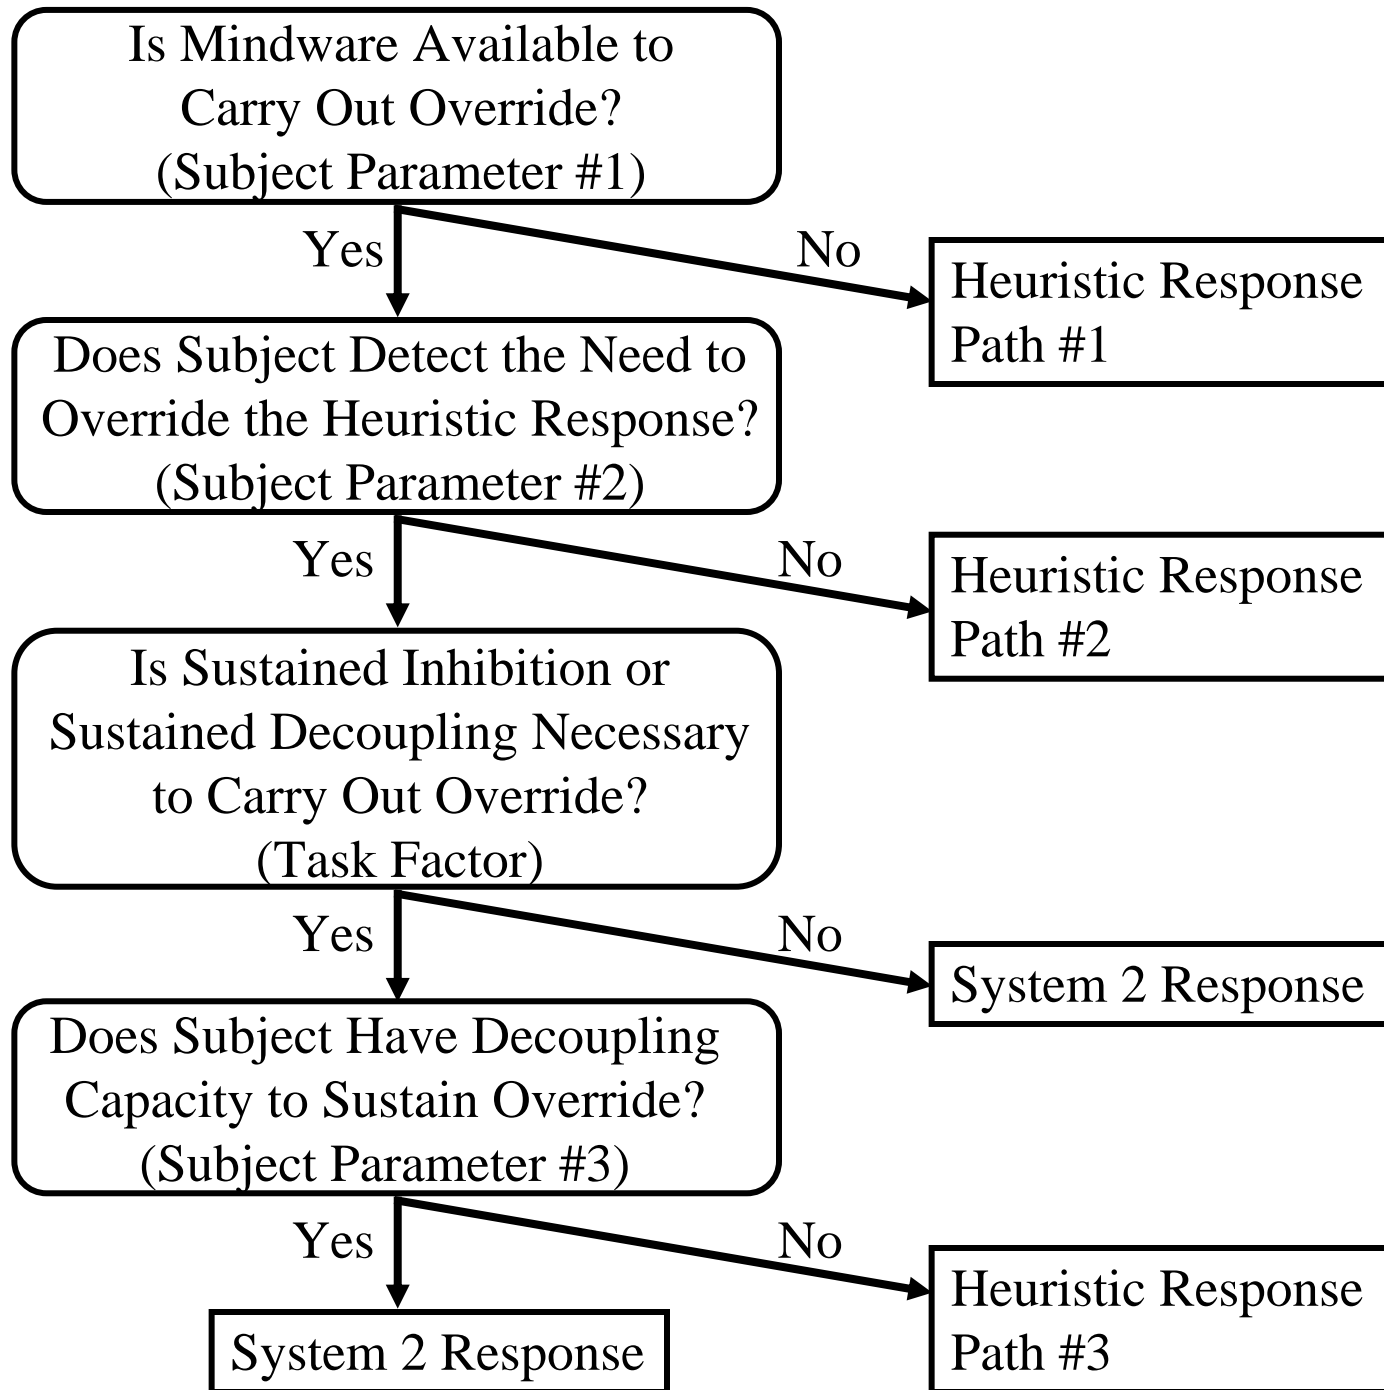 Is Mindware Available to
Carry Out Override?
(Subject Parameter #1)
Yes
No
Heuristic Response
Path #1
Does Subject Detect the Need to
Override the Heuristic Response?
(Subject Parameter #2)
Yes
No
Heuristic Response
Path #2
Is Sustained Inhibition or
Sustained Decoupling Necessary
to Carry Out Override?
(Task Factor)
Yes
No
System 2 Response
Does Subject Have Decoupling
Capacity to Sustain Override?
(Subject Parameter #3)
Yes
No
Heuristic Response
Path #3
System 2 Response